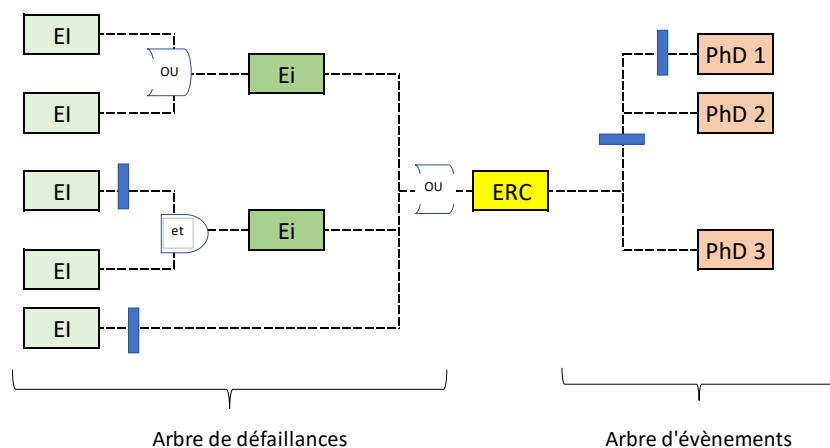 EI
OU
Ei
EI
EI
et
Ei
EI
EI
OU
ERC
PhD 1
PhD 2
PhD 3
Arbre de défaillances
Arbre d'évènements